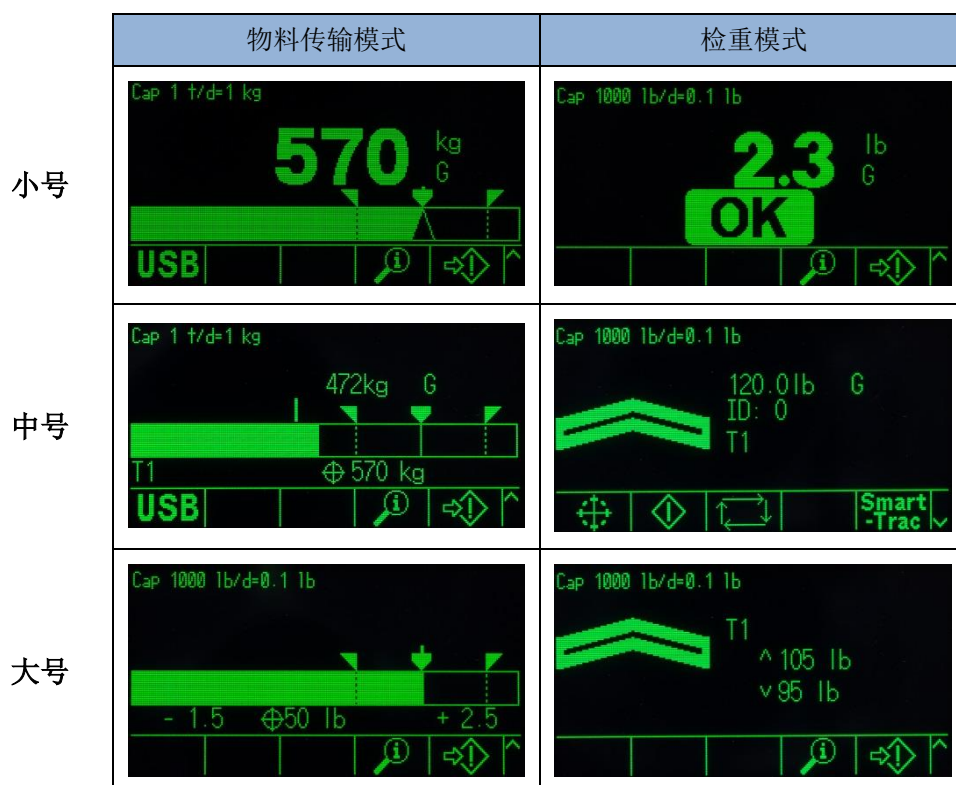 物料传输模式
检重模式
小号
Cap 1 t/d=1 kg
570 kg
G
USB
Cap 1000 lb/d=0.1 lb
2.3 lb
G
OK
中号
Cap 1 t/d=1 kg
472kg G
T1 570 kg
USB
Cap 1000 lb/d=0.1 lb
120.0lb G
ID: 0
T1
Smart
-Trac
大号
Cap 1000 lb/d=0.1 lb
- 1.5 50 lb + 2.5
Cap 1000 lb/d=0.1 lb
T1
^ 105 lb
v 95 lb